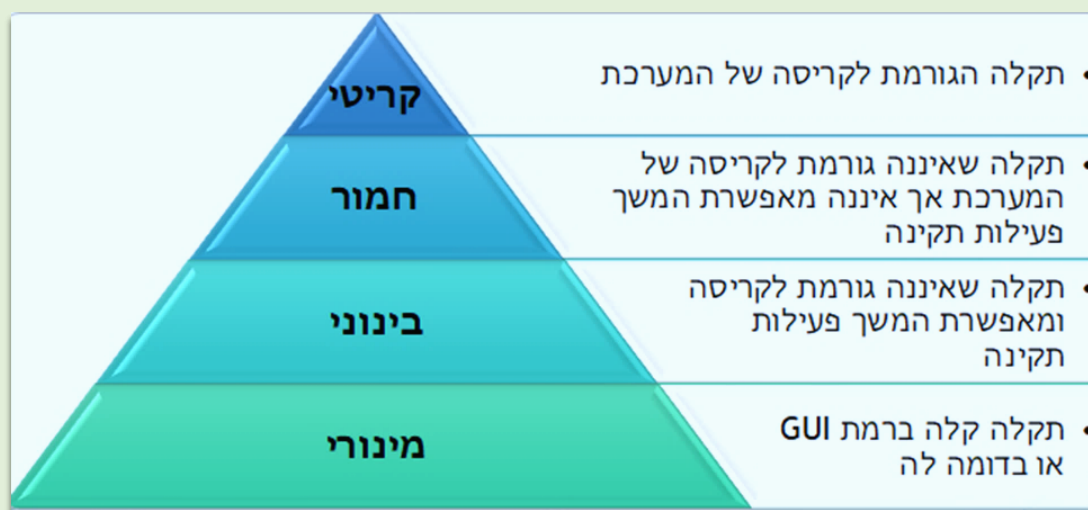 קריטי
תקלה הגורמת לקריסה של המערכת
חמור
תקלה שאיננה גורמת לקריסה של
המערכת אך איננה מאפשרת המשך
פעילות תקינה
בינוני
תקלה שאיננה גורמת לקריסה
ומאפשרת המשך פעילות
תקינה
מינורי
תקלה קלה ברמת GUI
או בדומה לה